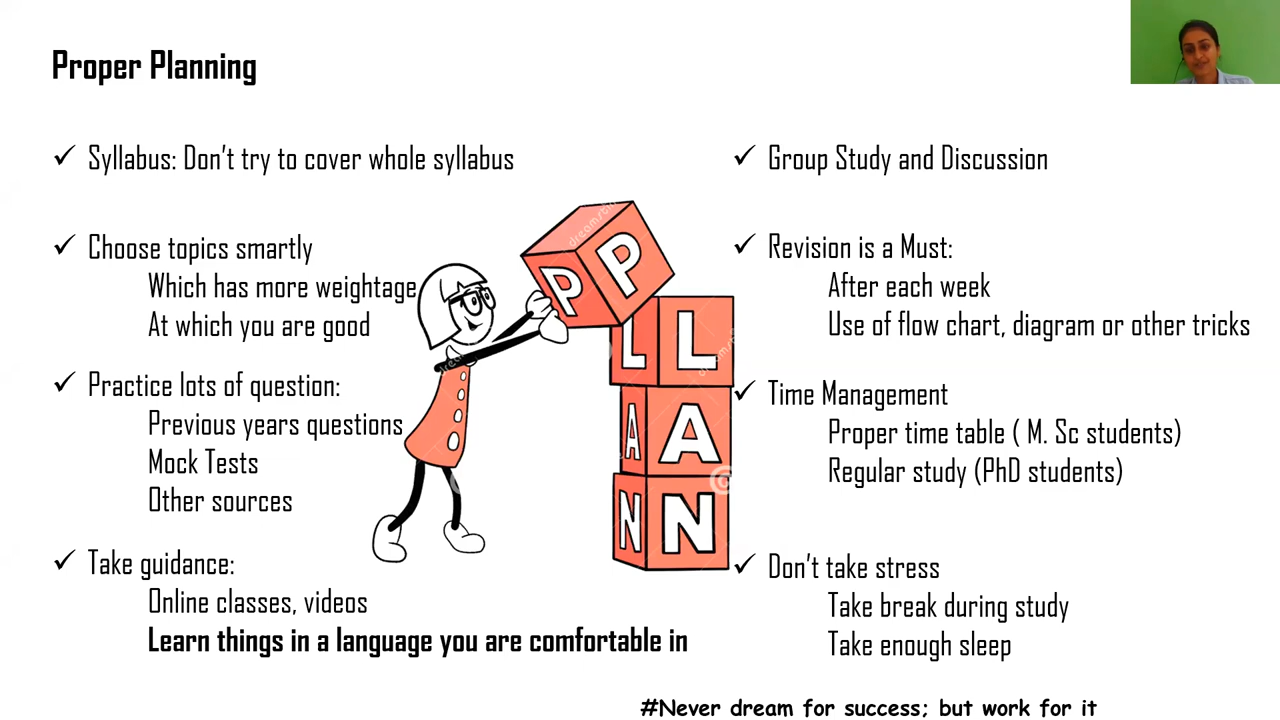 Proper Planning
✓ Syllabus: Don't try to cover whole syllabus
✓ Choose topics smartly
Which has more weightage
At which you are good
✓ Practice lots of question:
Previous years questions
Mock Tests
Other sources
✓ Take guidance:
Online classes, videos
Learn things in a language you are comfortable in
P P
L L
A A
N N
✓ Group Study and Discussion
✓ Revision is a Must:
After each week
Use of flow chart, diagram or other tricks
✓ Time Management
Proper time table ( M. Sc students)
Regular study (PhD students)
✓ Don't take stress
Take break during study
Take enough sleep
#Never dream for success; but work for it